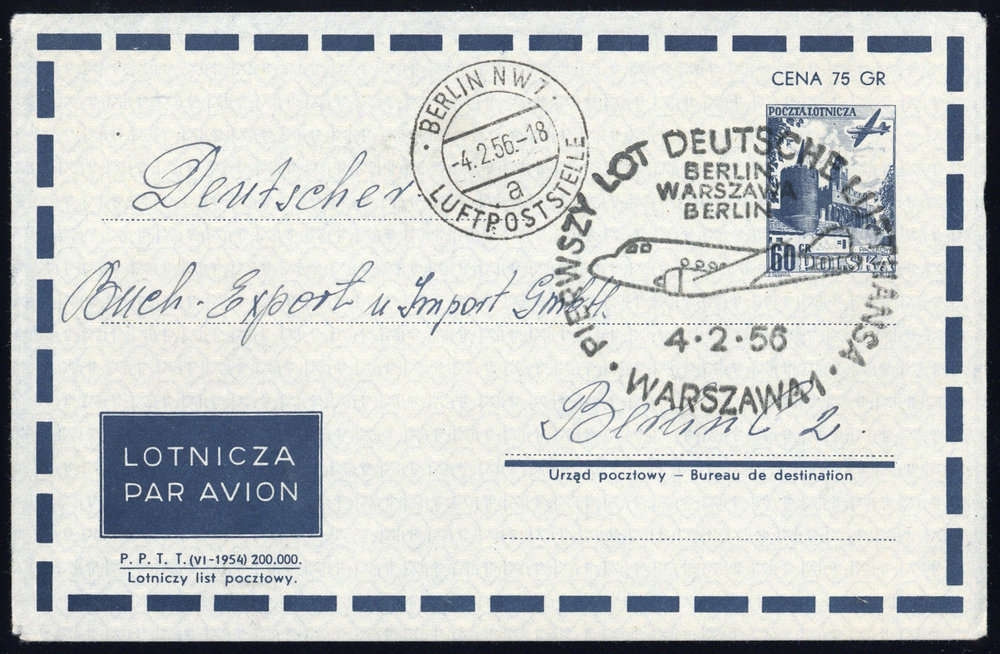 CENA 75 GR
POCZTA LOTNICZA
60 GR
POLSKA
BERLIN NW 7
-4.2.56.-18
a
LUFTPOSTSTELLE
PIERWSZY LOT DEUTSCHE LUFTHANSA
BERLIN
WARSZAWA
BERLIN
4·2·56
· WARSZAWA 1 ·
Deutscher
Buch-Export u Import GmbH.
Berlin C 2
Urząd pocztowy – Bureau de destination
LOTNICZA
PAR AVION
P. P. T. T. (VI-1954) 200.000.
Lotniczy list pocztowy.